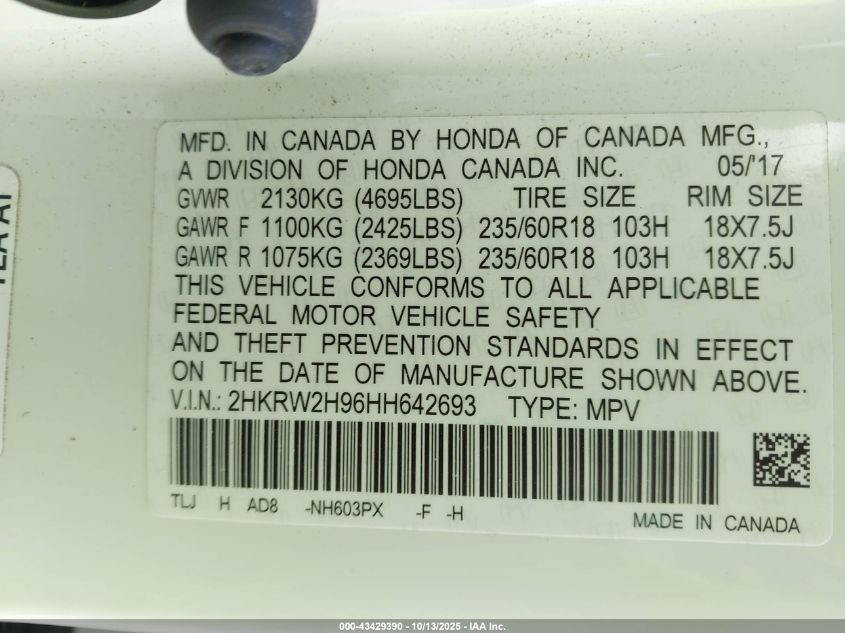 MFD. IN CANADA BY HONDA OF CANADA MFG.,
A DIVISION OF HONDA CANADA INC. 05/'17
GVWR 2130KG (4695LBS) TIRE SIZE RIM SIZE
GAWR F 1100KG (2425LBS) 235/60R18 103H 18X7.5J
GAWR R 1075KG (2369LBS) 235/60R18 103H 18X7.5J
THIS VEHICLE CONFORMS TO ALL APPLICABLE
FEDERAL MOTOR VEHICLE SAFETY
AND THEFT PREVENTION STANDARDS IN EFFECT
ON THE DATE OF MANUFACTURE SHOWN ABOVE.
V.I.N.: 2HKRW2H96HH642693 TYPE: MPV
TLJ H AD8 -NH603PX -F -H
MADE IN CANADA
000-43429390 - 10/13/2025 - IAA Inc.